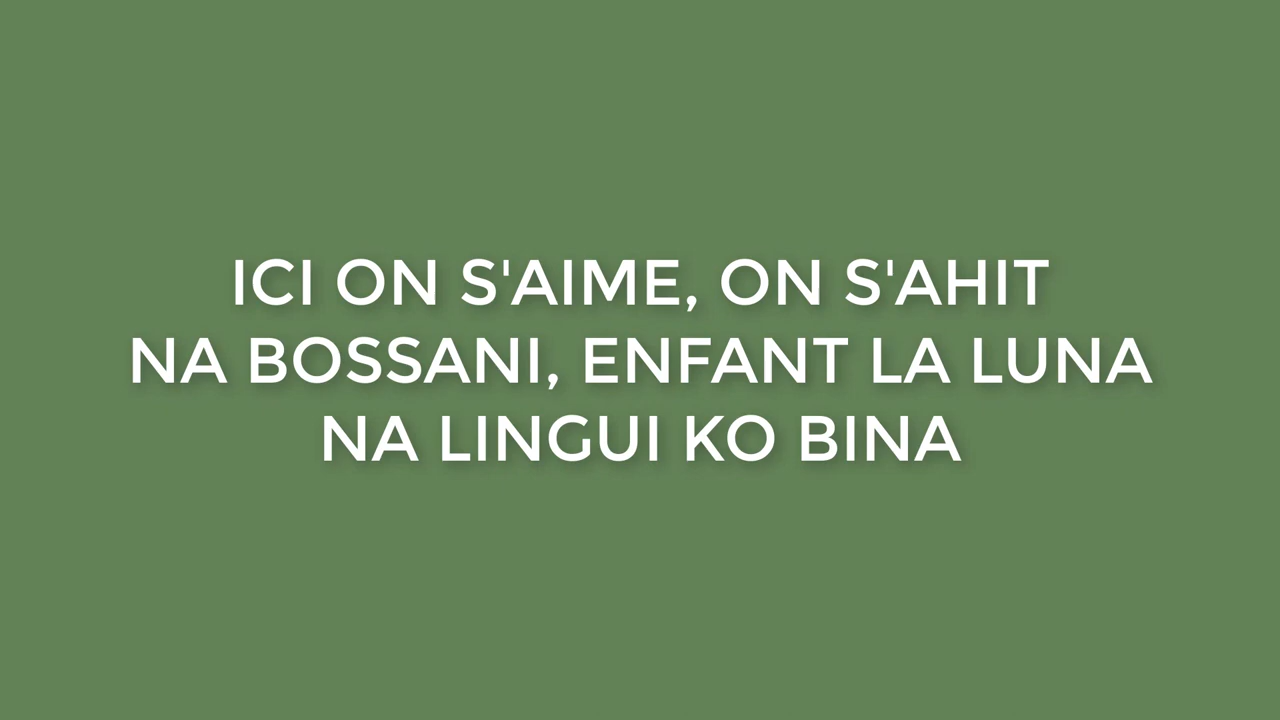 ICI ON S'AIME, ON S'AHIT
NA BOSSANI, ENFANT LA LUNA
NA LINGUI KO BINA